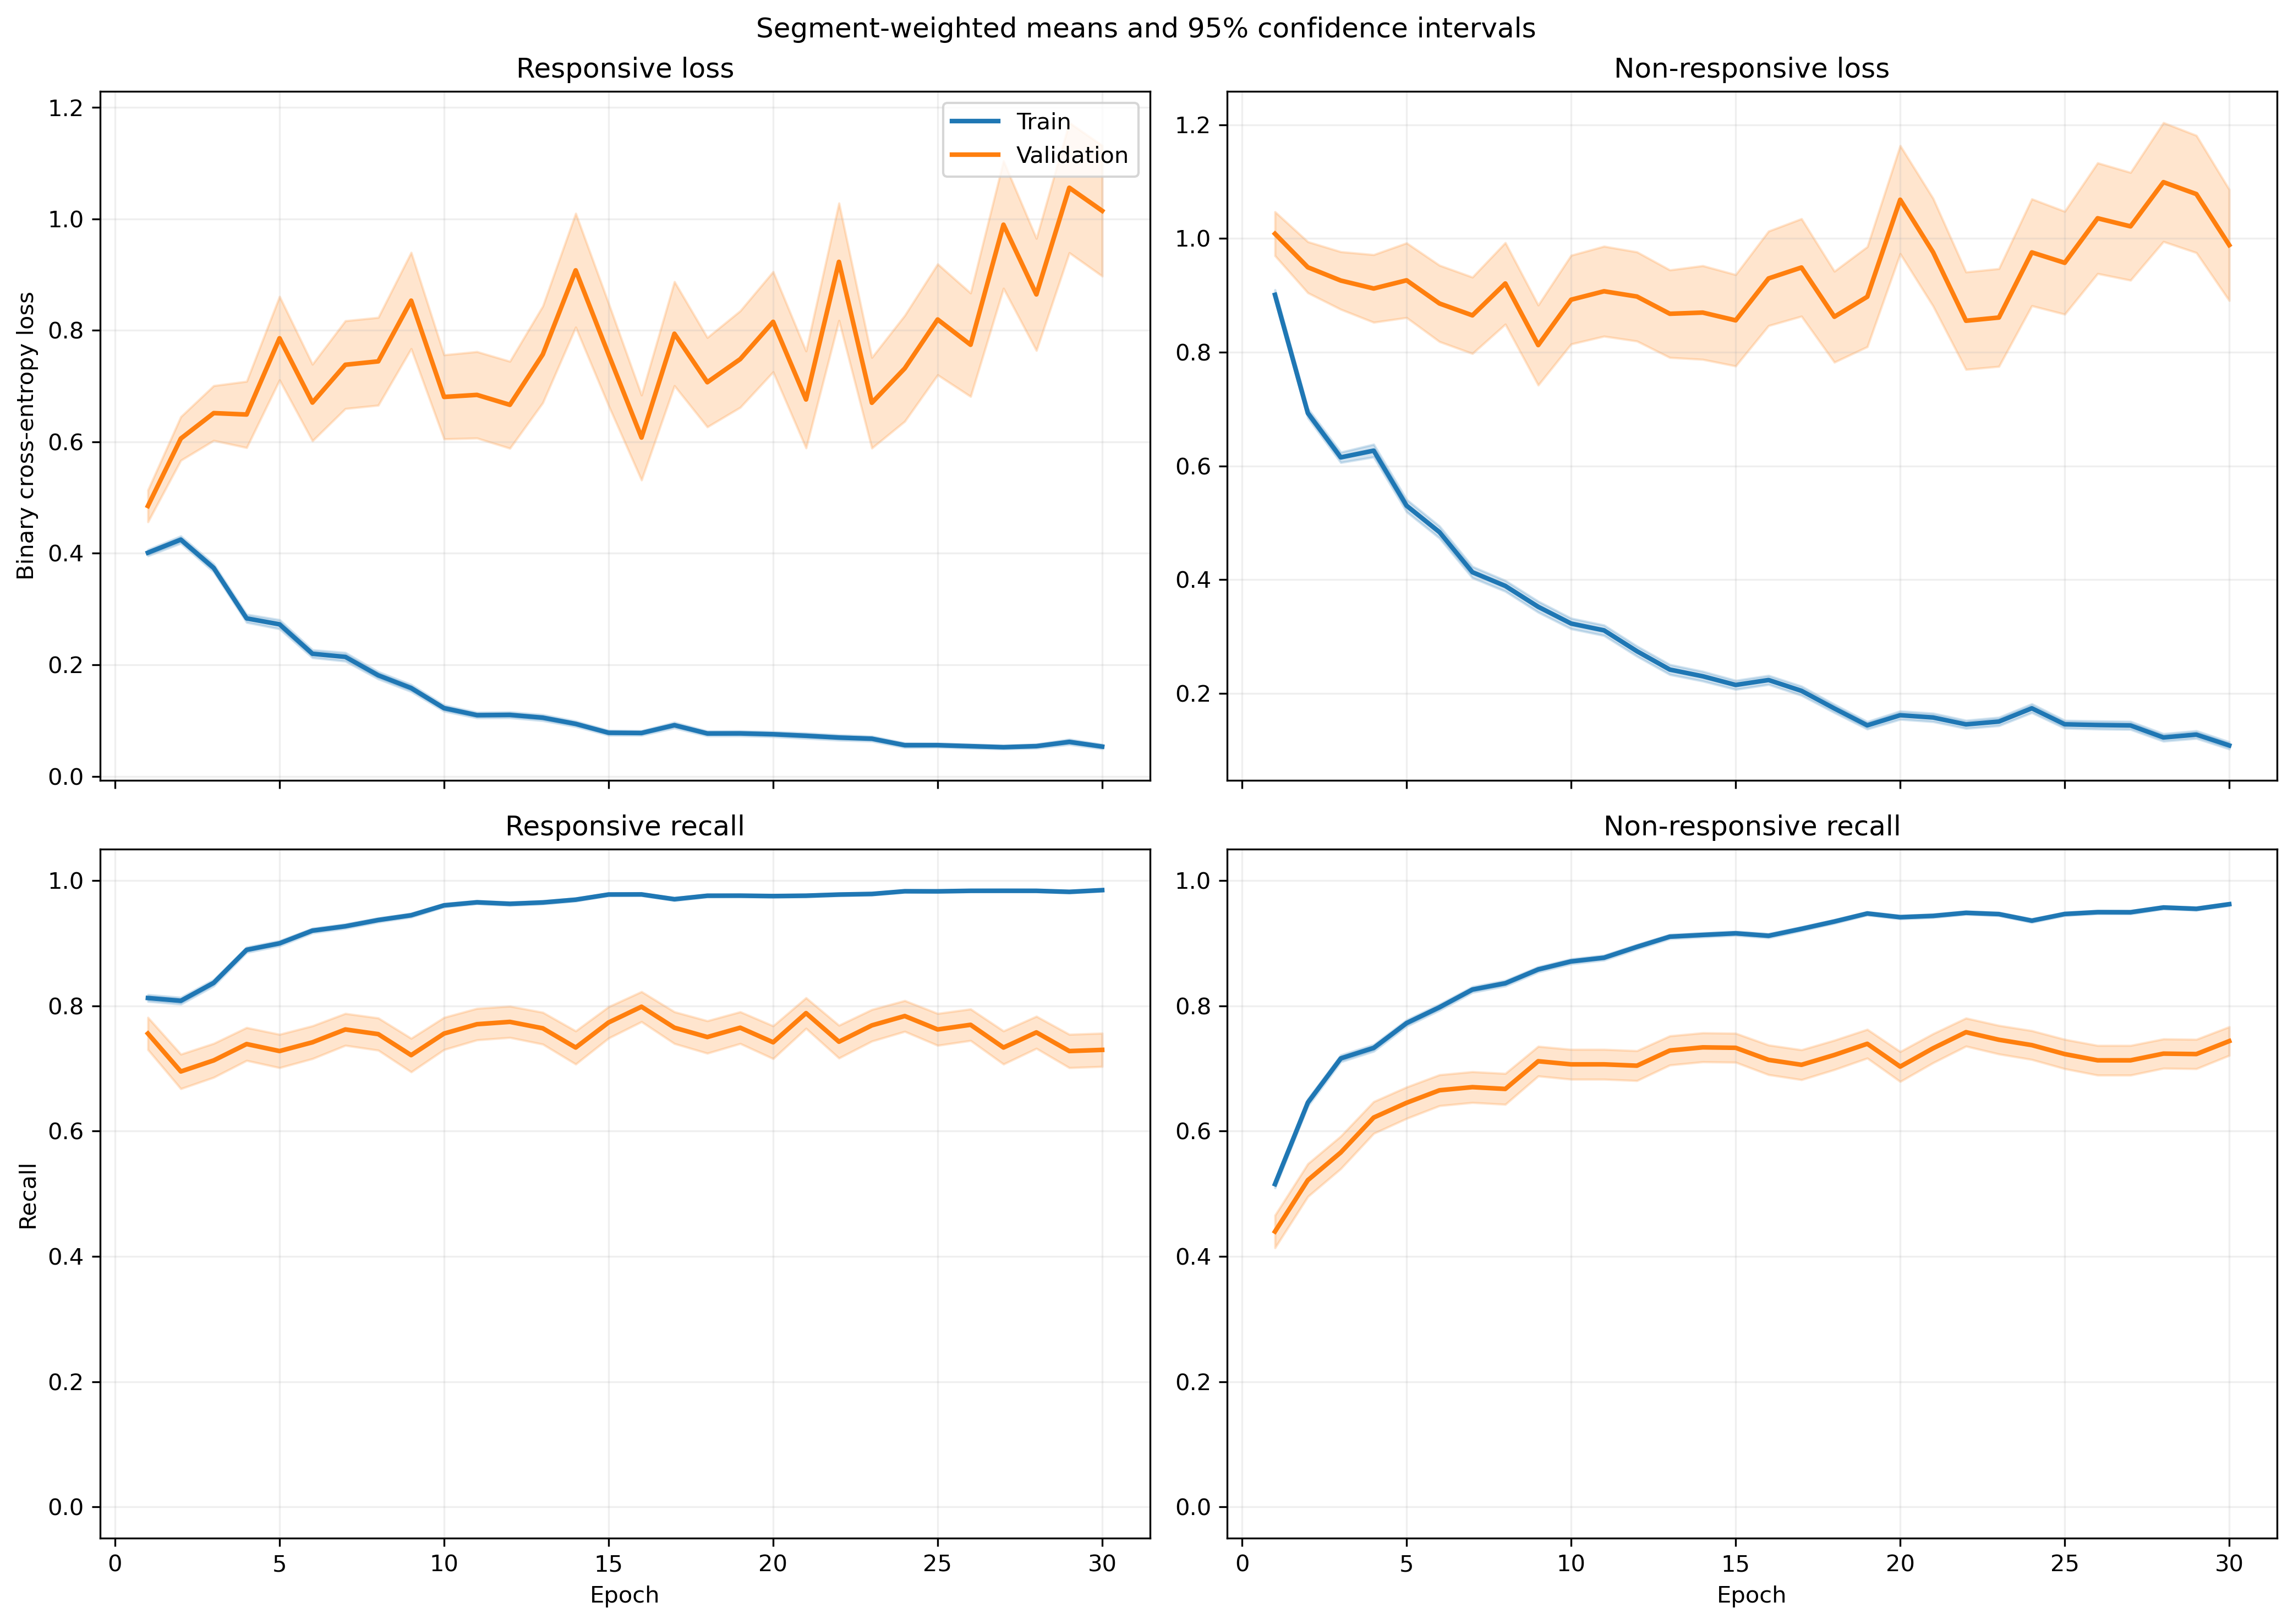 Segment-weighted means and 95% confidence intervals
Responsive loss
Non-responsive loss
Train
Validation
Binary cross-entropy loss
1.2
1.0
0.8
0.6
0.4
0.2
0.0
1.2
1.0
0.8
0.6
0.4
0.2
Responsive recall
Non-responsive recall
Recall
1.0
0.8
0.6
0.4
0.2
0.0
1.0
0.8
0.6
0.4
0.2
0.0
0 5 10 15 20 25 30
0 5 10 15 20 25 30
Epoch
Epoch